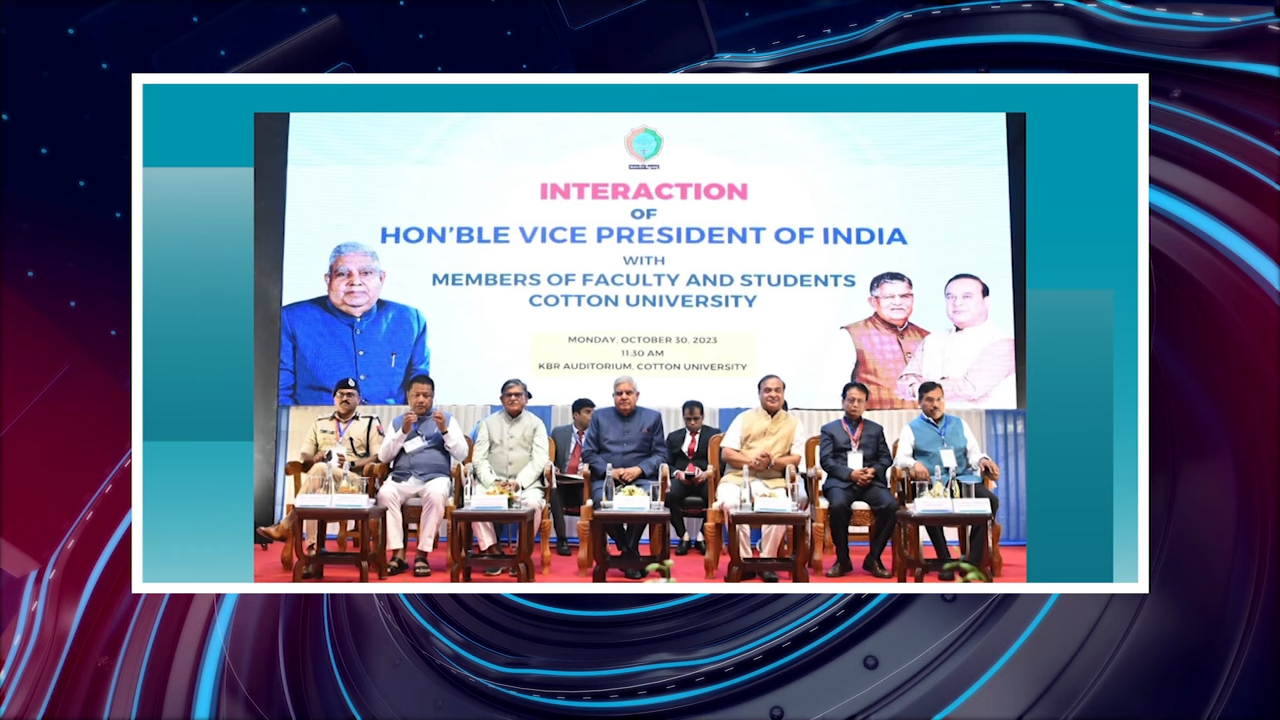 INTERACTION
OF
HON'BLE VICE PRESIDENT OF INDIA
WITH
MEMBERS OF FACULTY AND STUDENTS
COTTON UNIVERSITY
MONDAY, OCTOBER 30, 2023
11:30 AM
KBR AUDITORIUM, COTTON UNIVERSITY